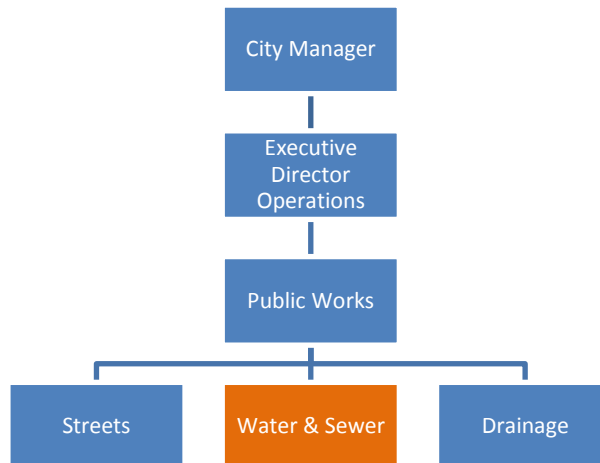 City Manager
Executive
Director
Operations
Public Works
Streets
Water & Sewer
Drainage